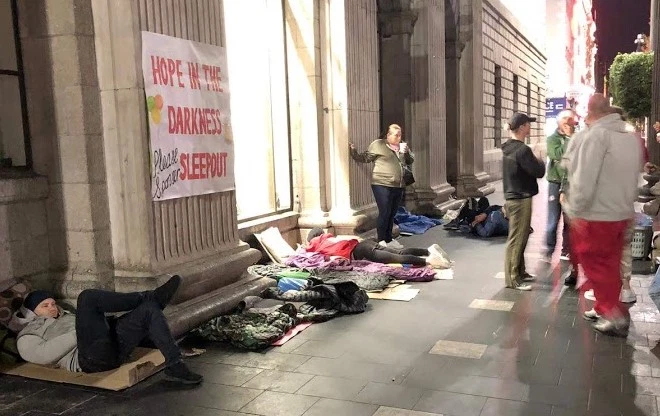 HOPE IN THE
DARKNESS
Please
Sponsor
SLEEPOUT